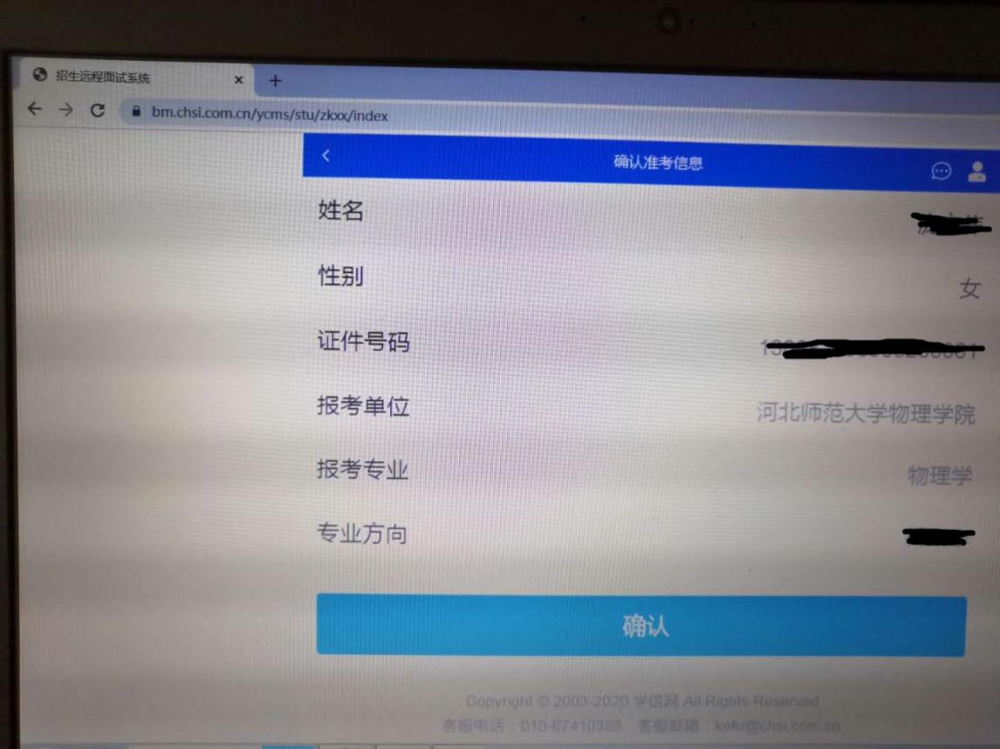 招生远程面试系统
bm.chsi.com.cn/ycms/stu/zkxx/index
确认准考信息
姓名
性别 女
证件号码
报考单位 河北师范大学物理学院
报考专业 物理学
专业方向
确认
Copyright © 2003-2020 学信网 All Rights Reserved
客服电话：010-67410388 客服邮箱：kefu@chsi.com.cn